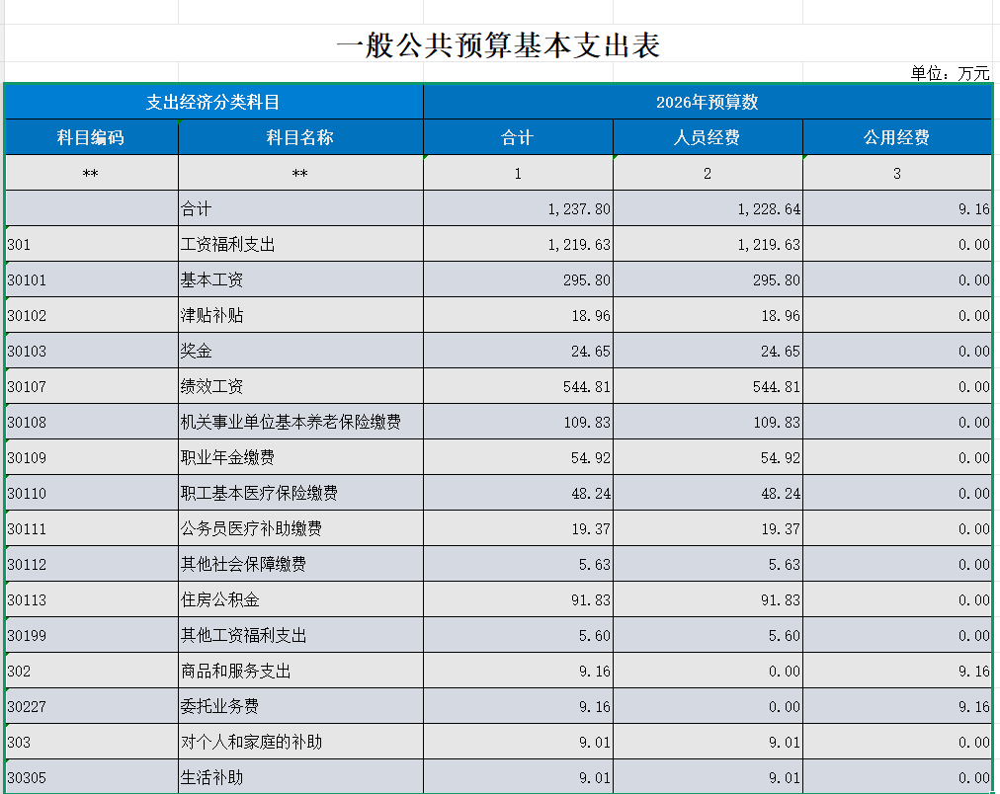 一般公共预算基本支出表
单位：万元
支出经济分类科目 2026年预算数
科目编码 科目名称 合计 人员经费 公用经费
** ** 1 2 3
合计 1,237.80 1,228.64 9.16
301 工资福利支出 1,219.63 1,219.63 0.00
30101 基本工资 295.80 295.80 0.00
30102 津贴补贴 18.96 18.96 0.00
30103 奖金 24.65 24.65 0.00
30107 绩效工资 544.81 544.81 0.00
30108 机关事业单位基本养老保险缴费 109.83 109.83 0.00
30109 职业年金缴费 54.92 54.92 0.00
30110 职工基本医疗保险缴费 48.24 48.24 0.00
30111 公务员医疗补助缴费 19.37 19.37 0.00
30112 其他社会保障缴费 5.63 5.63 0.00
30113 住房公积金 91.83 91.83 0.00
30199 其他工资福利支出 5.60 5.60 0.00
302 商品和服务支出 9.16 0.00 9.16
30227 委托业务费 9.16 0.00 9.16
303 对个人和家庭的补助 9.01 9.01 0.00
30305 生活补助 9.01 9.01 0.00